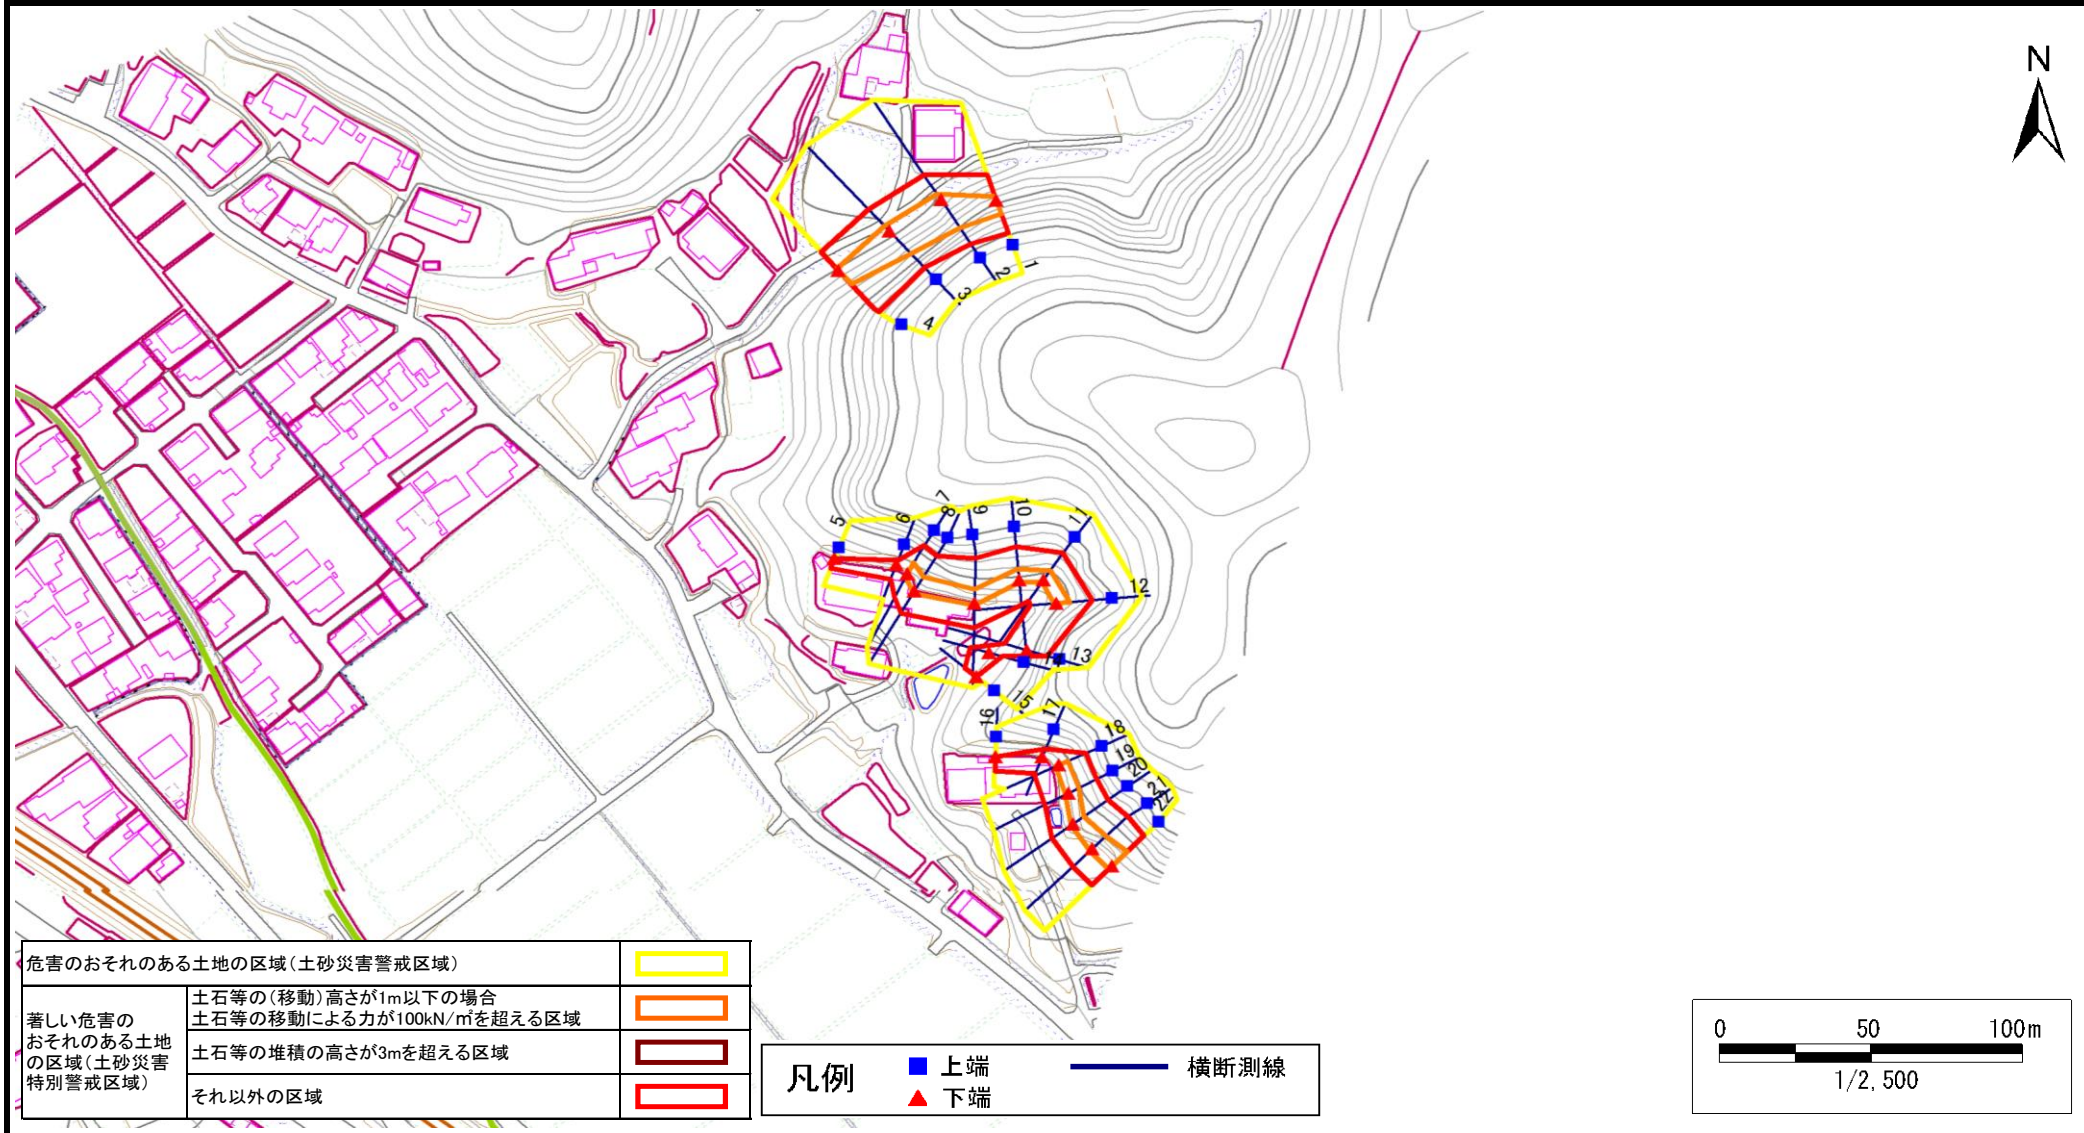 N
1
2
3
4
5
6
7
8
9
10
11
12
13
15
16
17
18
19
20
危害のおそれのある土地の区域(土砂災害警戒区域)
著しい危害の
おそれのある土地
の区域(土砂災害
特別警戒区域)
土石等の(移動)高さが1m以下の場合
土石等の移動による力が100kN/㎡を超える区域
土石等の堆積の高さが3mを超える区域
それ以外の区域
凡例
上端
下端
横断測線
0 50 100m
1/2,500